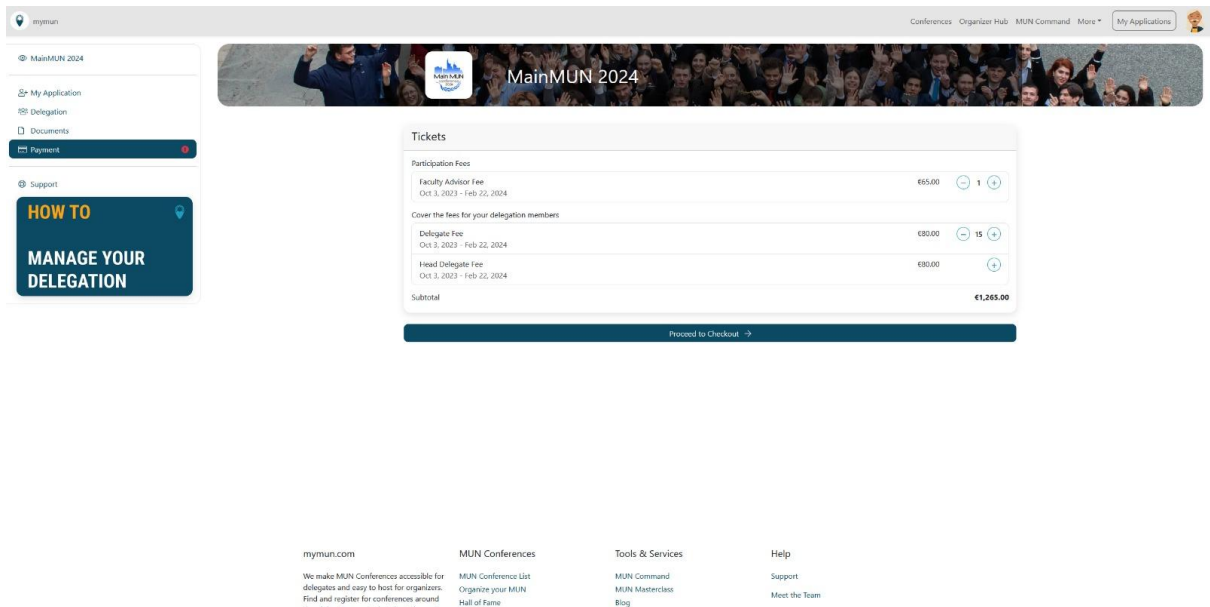 mymun
Conferences Organizer Hub MUN Command More My Applications
MainMUN 2024
Main MUN
MainMUN 2024
My Application
Delegation
Documents
Payment
Support
HOW TO
MANAGE YOUR
DELEGATION
Tickets
Participation Fees
Faculty Advisor Fee €65.00 1
Oct 3, 2023 - Feb 22, 2024
Cover the fees for your delegation members
Delegate Fee €80.00 15
Oct 3, 2023 - Feb 22, 2024
Head Delegate Fee €80.00
Oct 3, 2023 - Feb 22, 2024
Subtotal €1,265.00
Proceed to Checkout →
mymun.com
We make MUN Conferences accessible for
delegates and easy to host for organizers.
Find and register for conferences around
MUN Conferences
MUN Conference List
Organize your MUN
Hall of Fame
Tools & Services
MUN Command
MUN Masterclass
Blog
Help
Support
Meet the Team